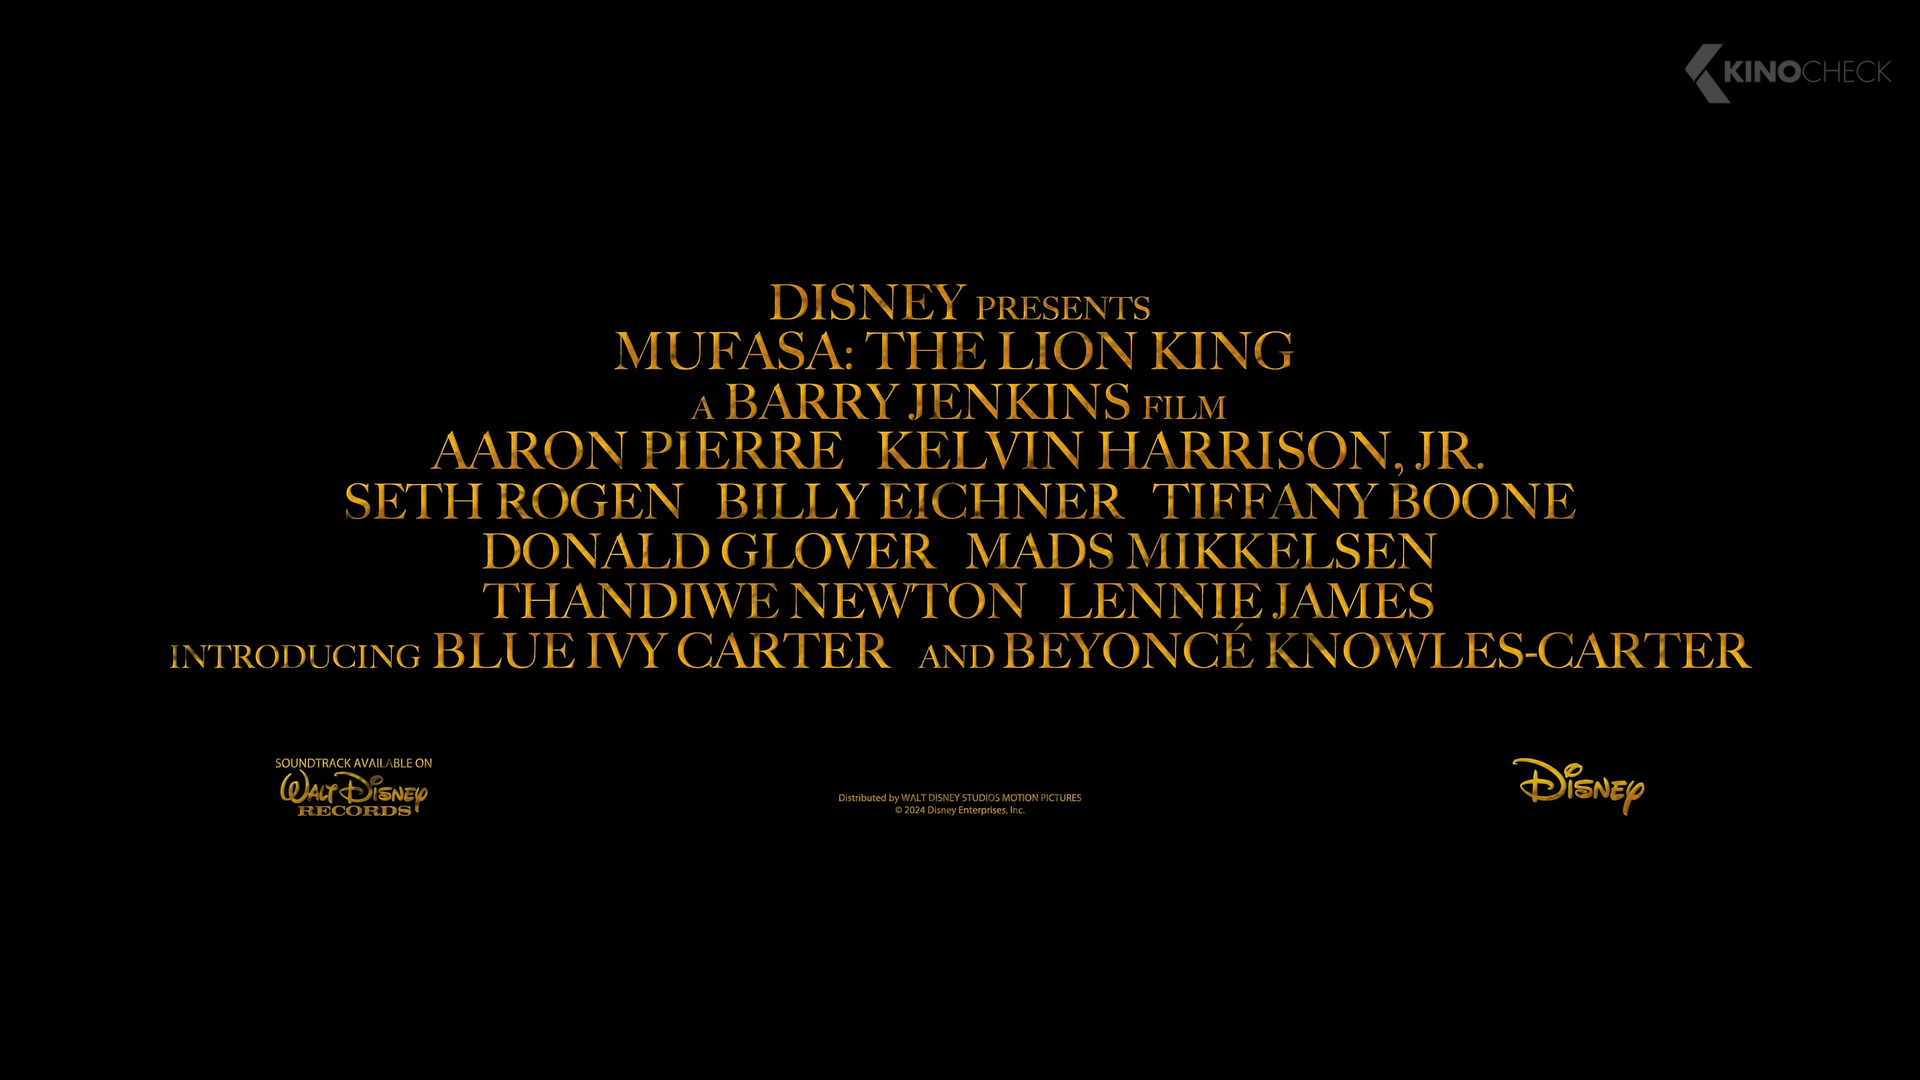 KINOCHECK
DISNEY PRESENTS
MUFASA: THE LION KING
A BARRY JENKINS FILM
AARON PIERRE KELVIN HARRISON, JR.
SETH ROGEN BILLY EICHNER TIFFANY BOONE
DONALD GLOVER MADS MIKKELSEN
THANDIWE NEWTON LENNIE JAMES
INTRODUCING BLUE IVY CARTER AND BEYONCÉ KNOWLES-CARTER
SOUNDTRACK AVAILABLE ON
WALT DISNEY
RECORDS
Distributed by WALT DISNEY STUDIOS MOTION PICTURES
© 2024 Disney Enterprises, Inc.
DISNEY